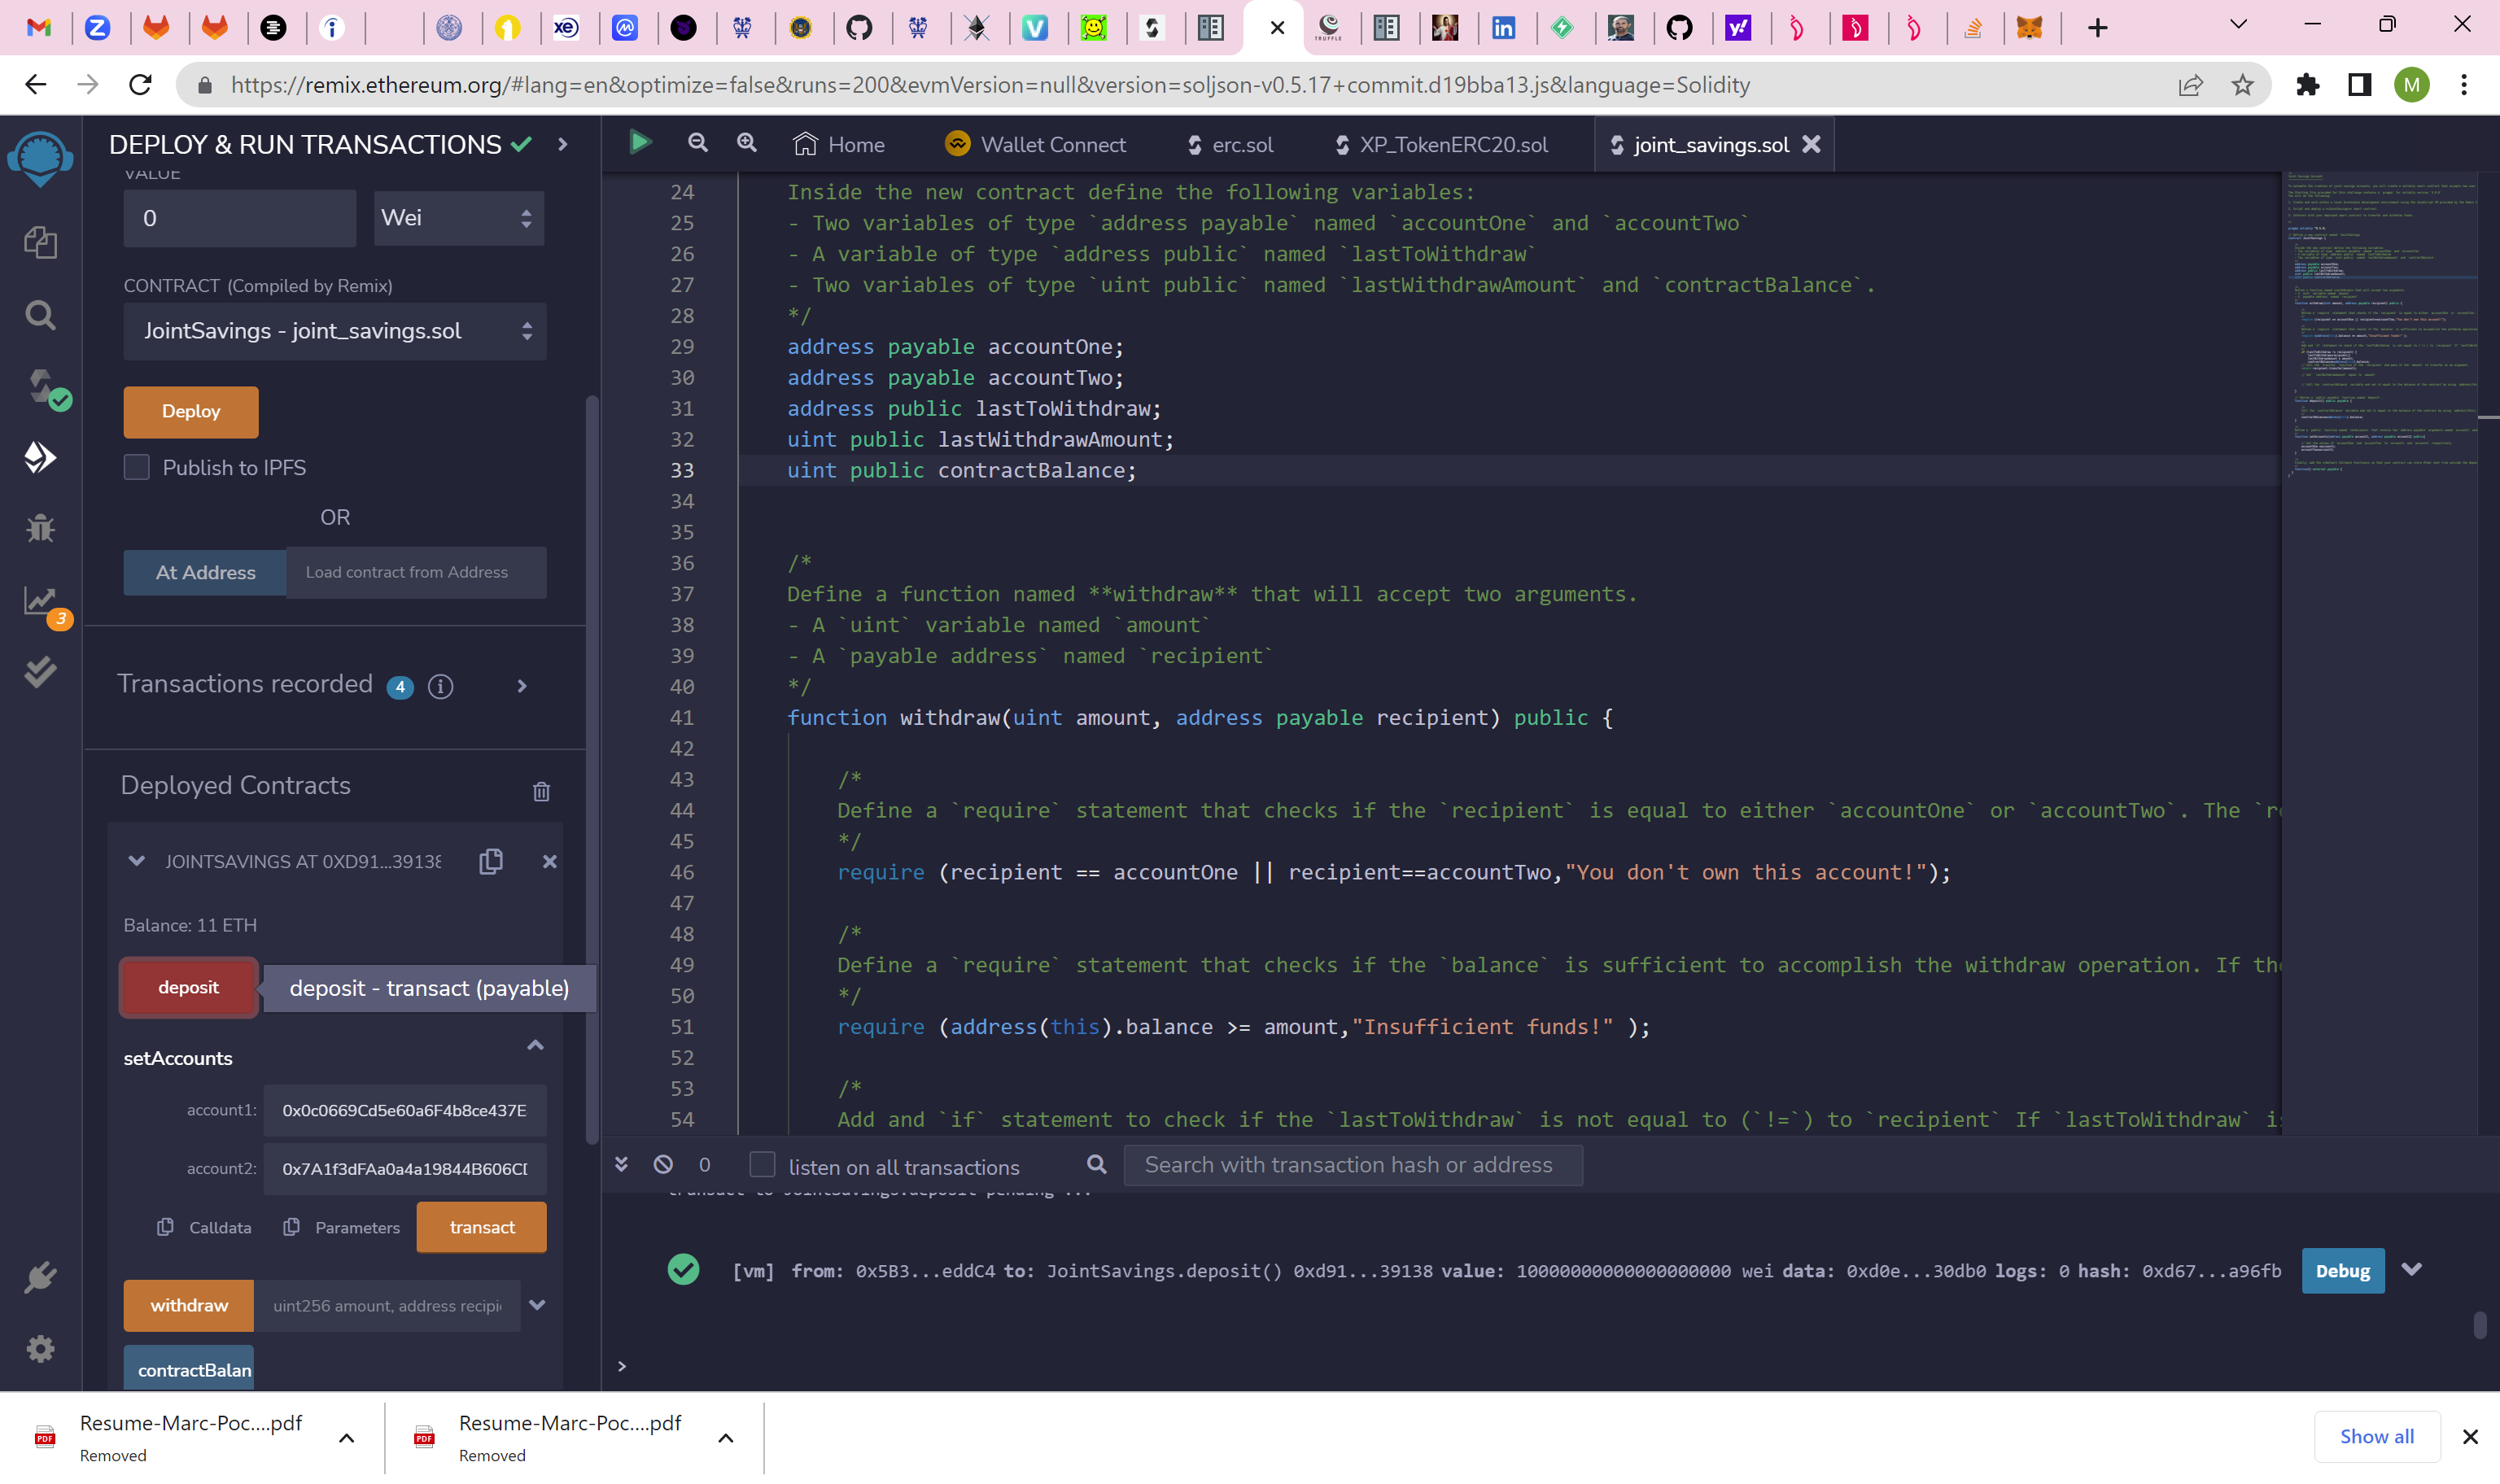 xe
TRUFFLE
https://remix.ethereum.org/#lang=en&optimize=false&runs=200&evmVersion=null&version=soljson-v0.5.17+commit.d19bba13.js&language=Solidity
M
DEPLOY & RUN TRANSACTIONS
VALUE
0
Wei
CONTRACT (Compiled by Remix)
JointSavings - joint_savings.sol
Deploy
Publish to IPFS
OR
At Address
Load contract from Address
3
Transactions recorded 4 i
Deployed Contracts
JOINTSAVINGS AT 0XD91...39138
Balance: 11 ETH
deposit
deposit - transact (payable)
setAccounts
account1: 0x0c0669Cd5e60a6F4b8ce437E
account2: 0x7A1f3dFAa0a4a19844B606CD
Calldata
Parameters
transact
withdraw
uint256 amount, address recipi
contractBalan
Home
Wallet Connect
erc.sol
XP_TokenERC20.sol
joint_savings.sol
24 Inside the new contract define the following variables:
25 - Two variables of type `address payable` named `accountOne` and `accountTwo`
26 - A variable of type `address public` named `lastToWithdraw`
27 - Two variables of type `uint public` named `lastWithdrawAmount` and `contractBalance`.
28 */
29 address payable accountOne;
30 address payable accountTwo;
31 address public lastToWithdraw;
32 uint public lastWithdrawAmount;
33 uint public contractBalance;
34
35
36 /*
37 Define a function named **withdraw** that will accept two arguments.
38 - A `uint` variable named `amount`
39 - A `payable address` named `recipient`
40 */
41 function withdraw(uint amount, address payable recipient) public {
42
43 /*
44 Define a `require` statement that checks if the `recipient` is equal to either `accountOne` or `accountTwo`. The `r
45 */
46 require (recipient == accountOne || recipient==accountTwo,"You don't own this account!");
47
48 /*
49 Define a `require` statement that checks if the `balance` is sufficient to accomplish the withdraw operation. If th
50 */
51 require (address(this).balance >= amount,"Insufficient funds!" );
52
53 /*
54 Add and `if` statement to check if the `lastToWithdraw` is not equal to (`!=`) to `recipient` If `lastToWithdraw` i
0
listen on all transactions
Search with transaction hash or address
transact to JointSavings.deposit pending ...
[vm] from: 0x5B3...eddC4 to: JointSavings.deposit() 0xd91...39138 value: 10000000000000000000 wei data: 0xd0e...30db0 logs: 0 hash: 0xd67...a96fb
Debug
>
Resume-Marc-Poc....pdf
Removed
Resume-Marc-Poc....pdf
Removed
Show all